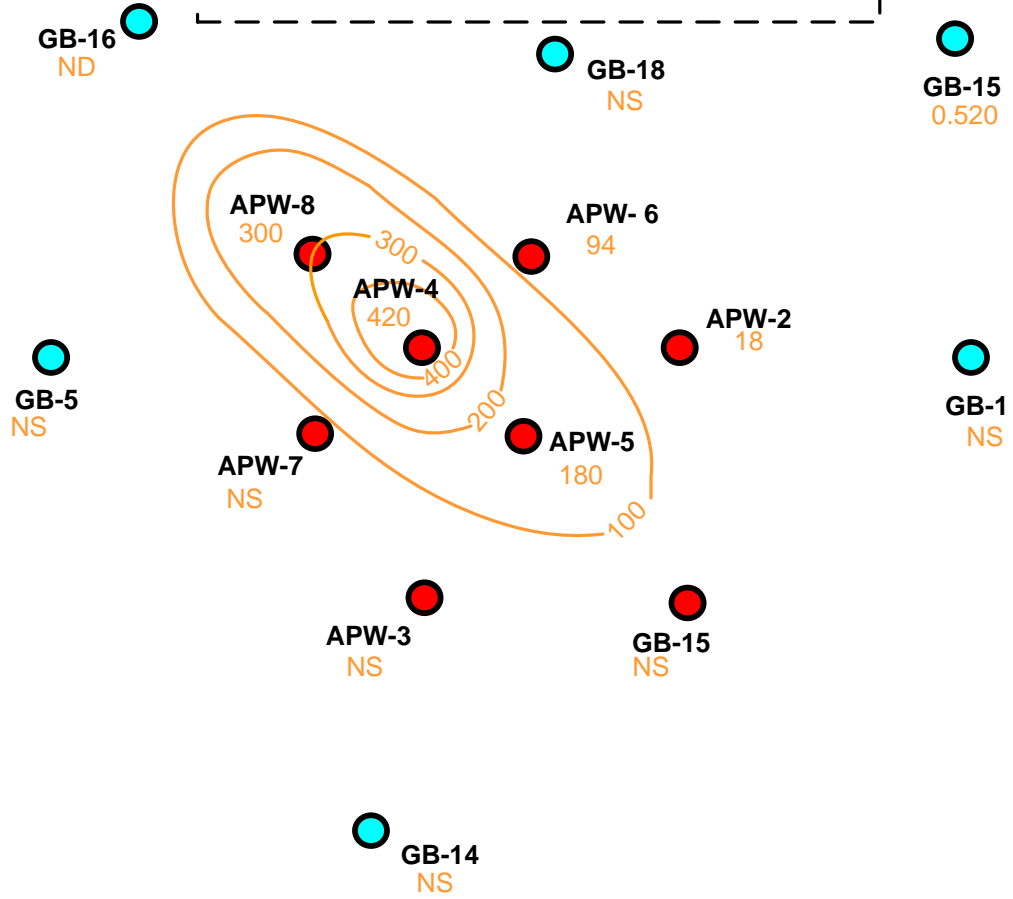 GB-16
ND
GB-18
NS
GB-15
0.520
APW-8
300
APW- 6
94
300
APW-4
420
APW-2
18
400
GB-5
NS
GB-1
NS
200
APW-5
180
APW-7
NS
100
APW-3
NS
GB-15
NS
GB-14
NS